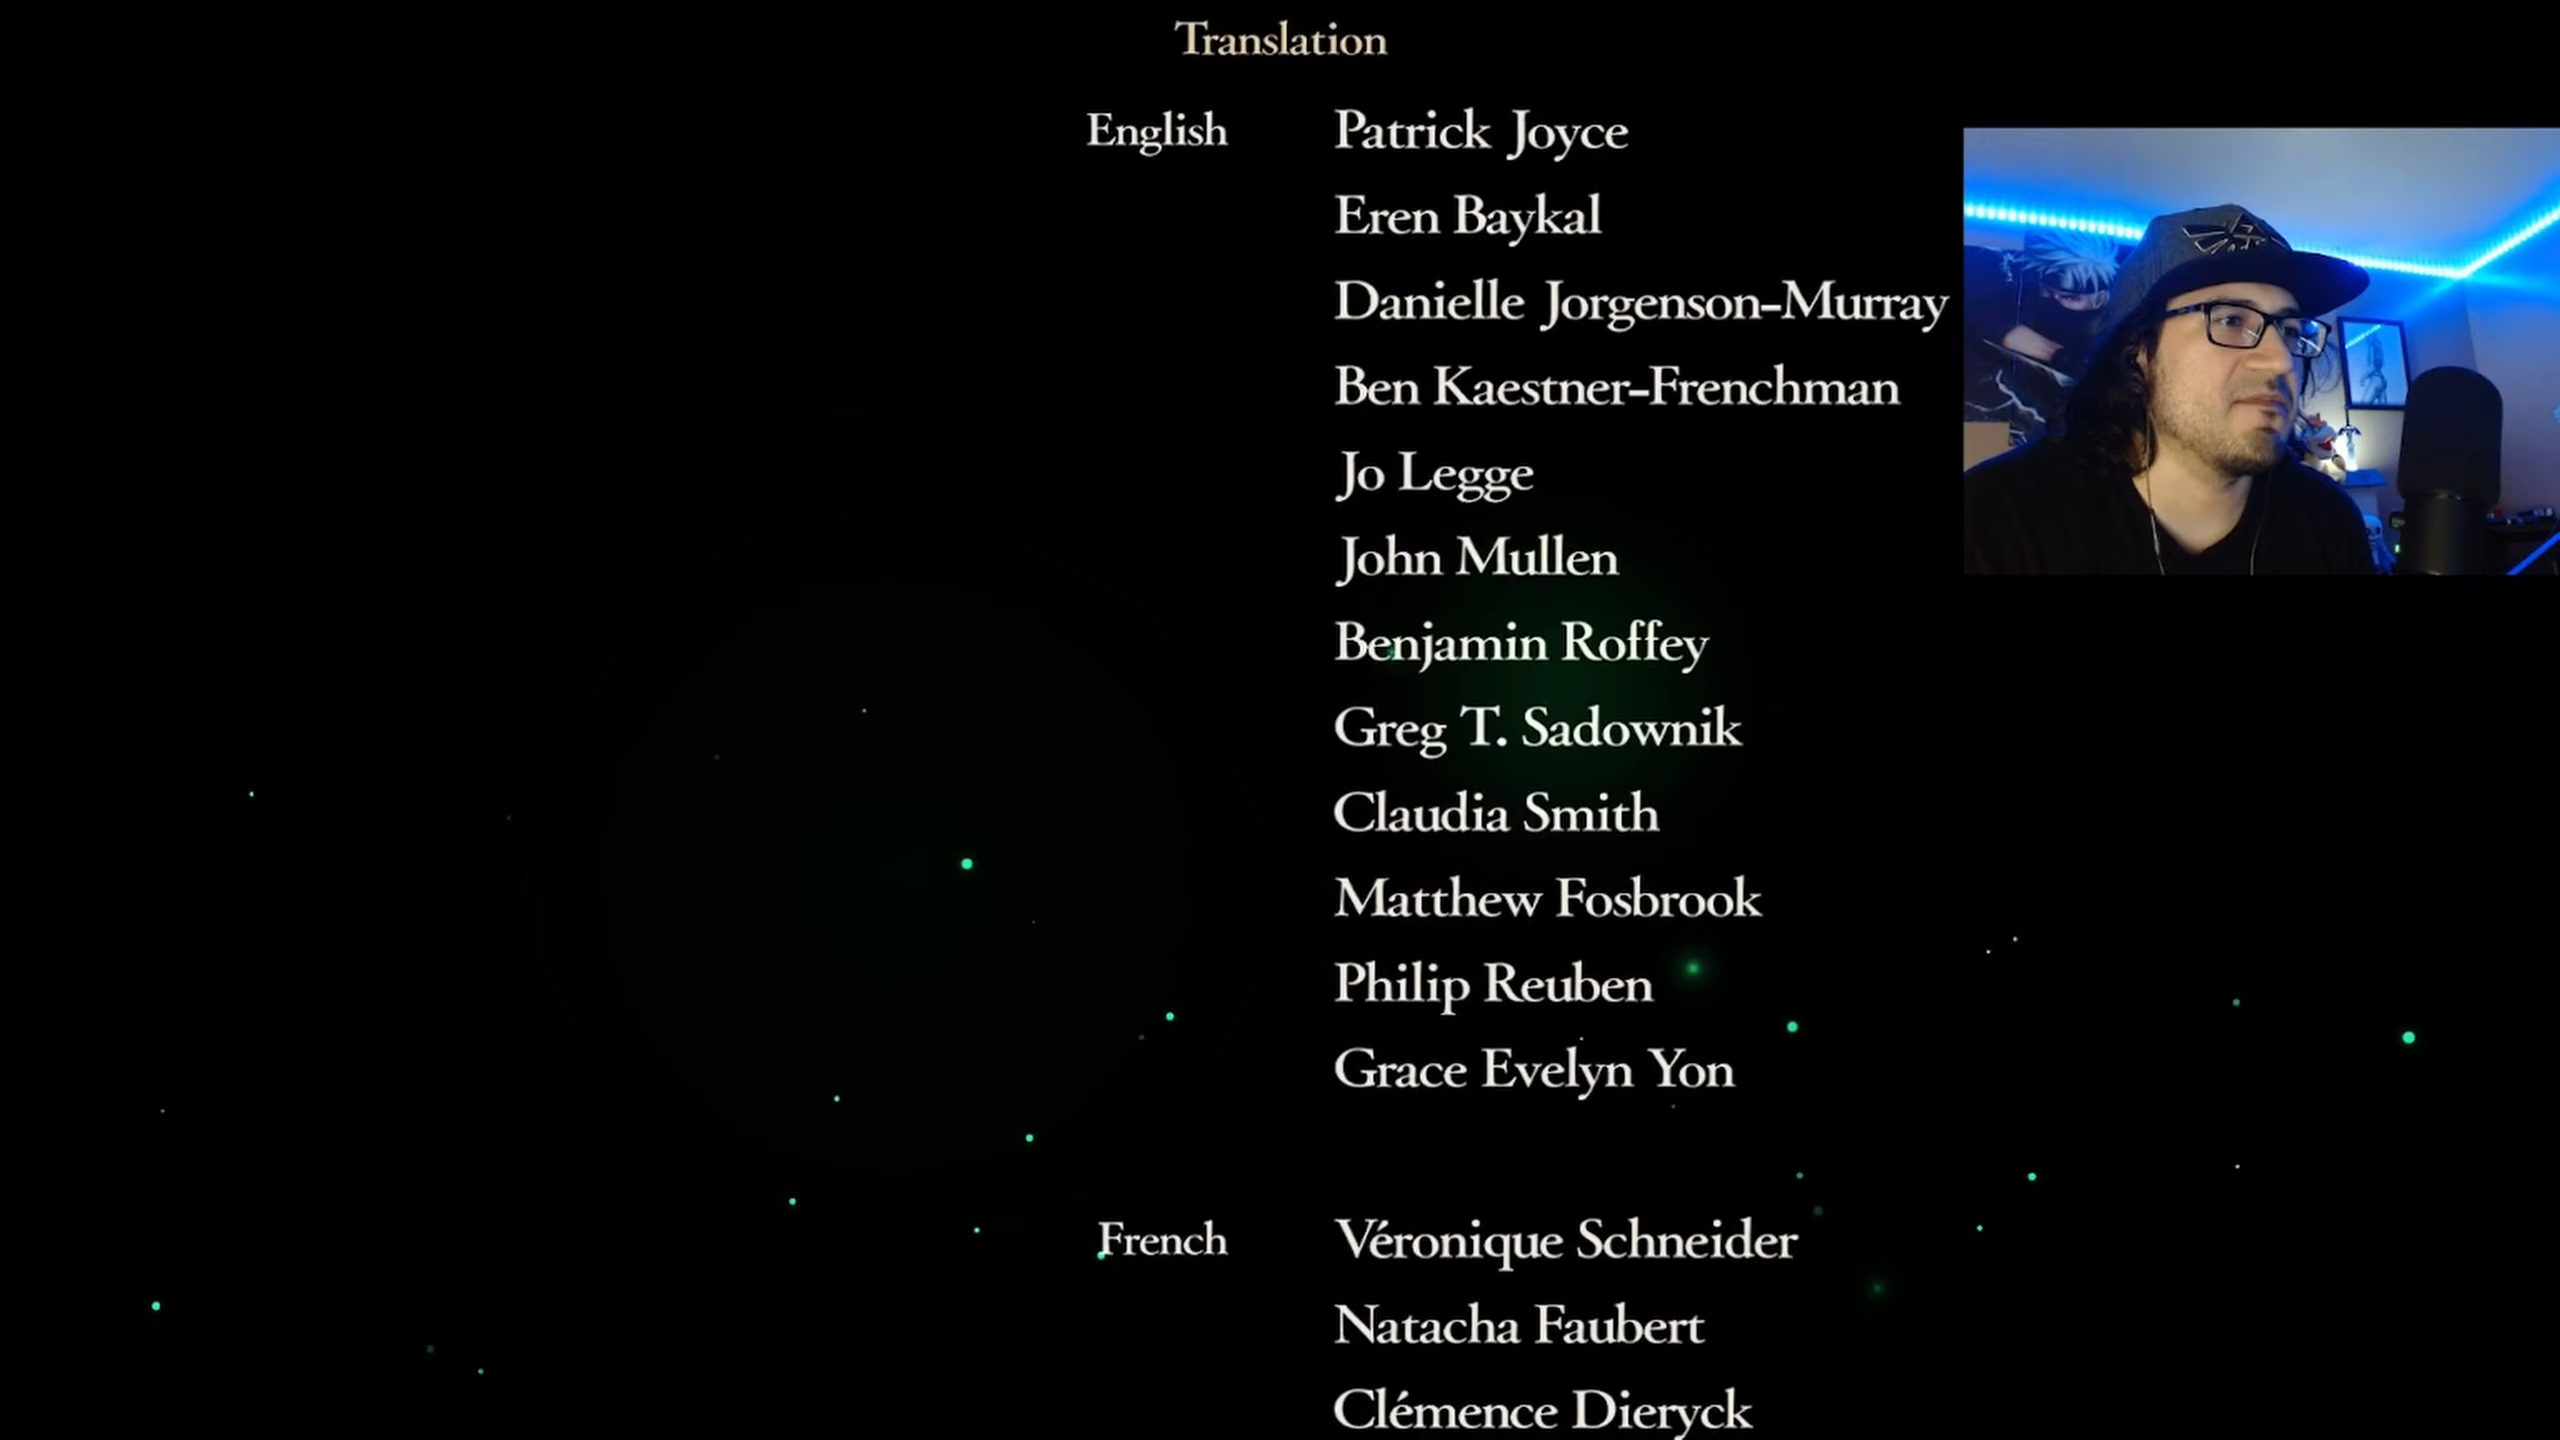 Translation
English Patrick Joyce
Eren Baykal
Danielle Jorgenson-Murray
Ben Kaestner-Frenchman
Jo Legge
John Mullen
Benjamin Roffey
Greg T. Sadownik
Claudia Smith
Matthew Fosbrook
Philip Reuben
Grace Evelyn Yon
French Véronique Schneider
Natacha Faubert
Clémence Dieryck